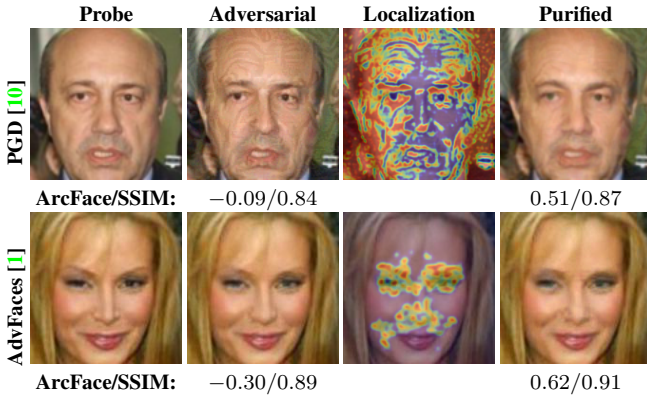 Probe Adversarial Localization Purified
PGD [10]
ArcFace/SSIM: −0.09/0.84 0.51/0.87
AdvFaces [1]
ArcFace/SSIM: −0.30/0.89 0.62/0.91